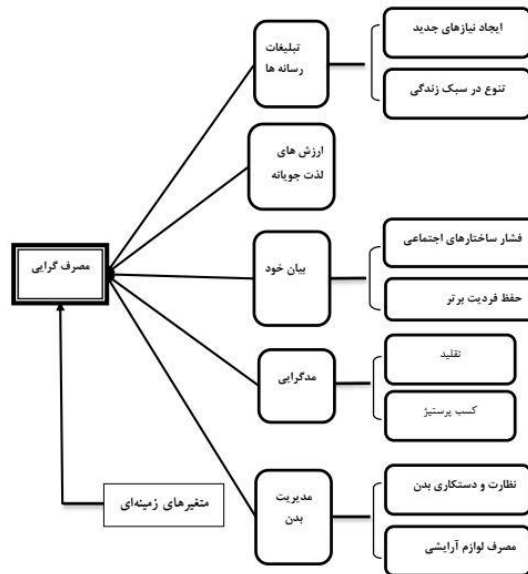 تبلیغات
رسانه ها
ایجاد نیازهای جدید
تنوع در سبک زندگی
ارزش های
لذت جویانه
مصرف گرایی
بیان خود
فشار ساختارهای اجتماعی
حفظ فردیت برتر
مدگرایی
تقلید
کسب پرستیژ
متغیرهای زمینه‌ای
مدیریت
بدن
نظارت و دستکاری بدن
مصرف لوازم آرایشی